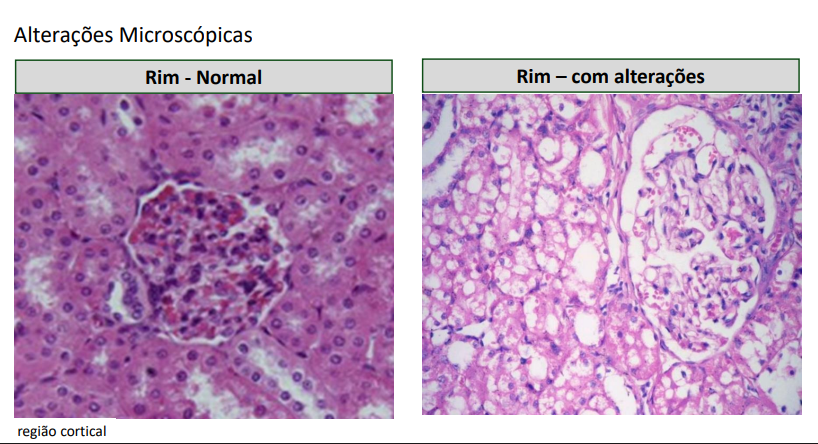 Alterações Microscópicas
Rim - Normal
Rim – com alterações
região cortical